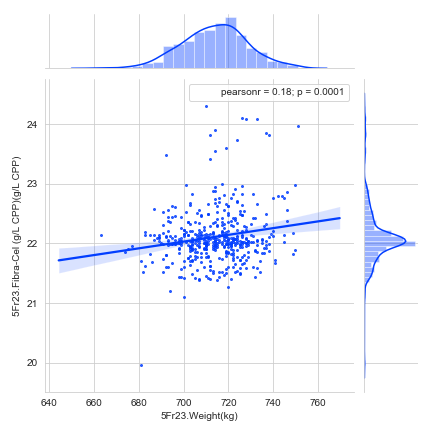 pearsonr = 0.18; p = 0.0001
24
23
22
21
20
5Fr23.Fibra-Cel (g/L CPP)(g/L CPP)
640 660 680 700 720 740 760
5Fr23.Weight(kg)